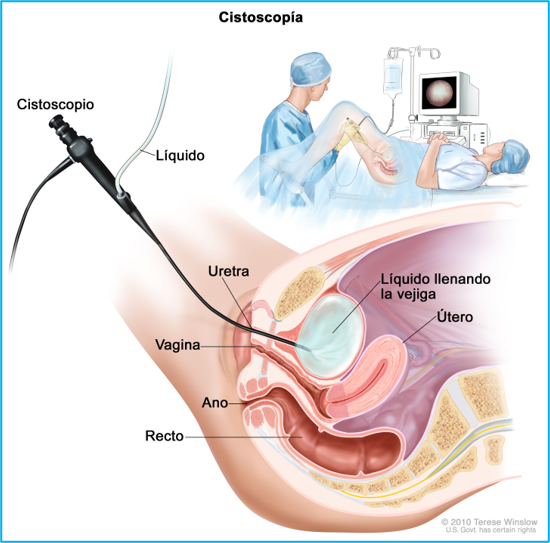 Cistoscopía
Cistoscopio
Líquido
Uretra
Líquido llenando
la vejiga
Útero
Vagina
Ano
Recto
© 2010 Terese Winslow
U.S. Govt. has certain rights